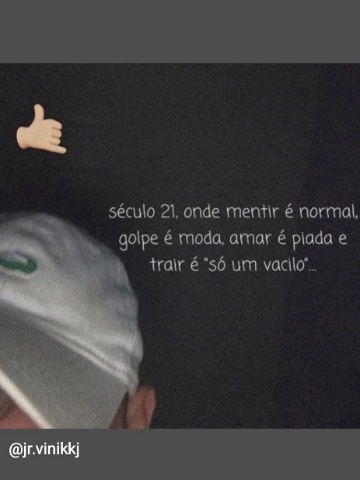 século 21, onde mentir é normal,
golpe é moda, amar é piada e
trair é "só um vacilo"...
@jr.vinikkj